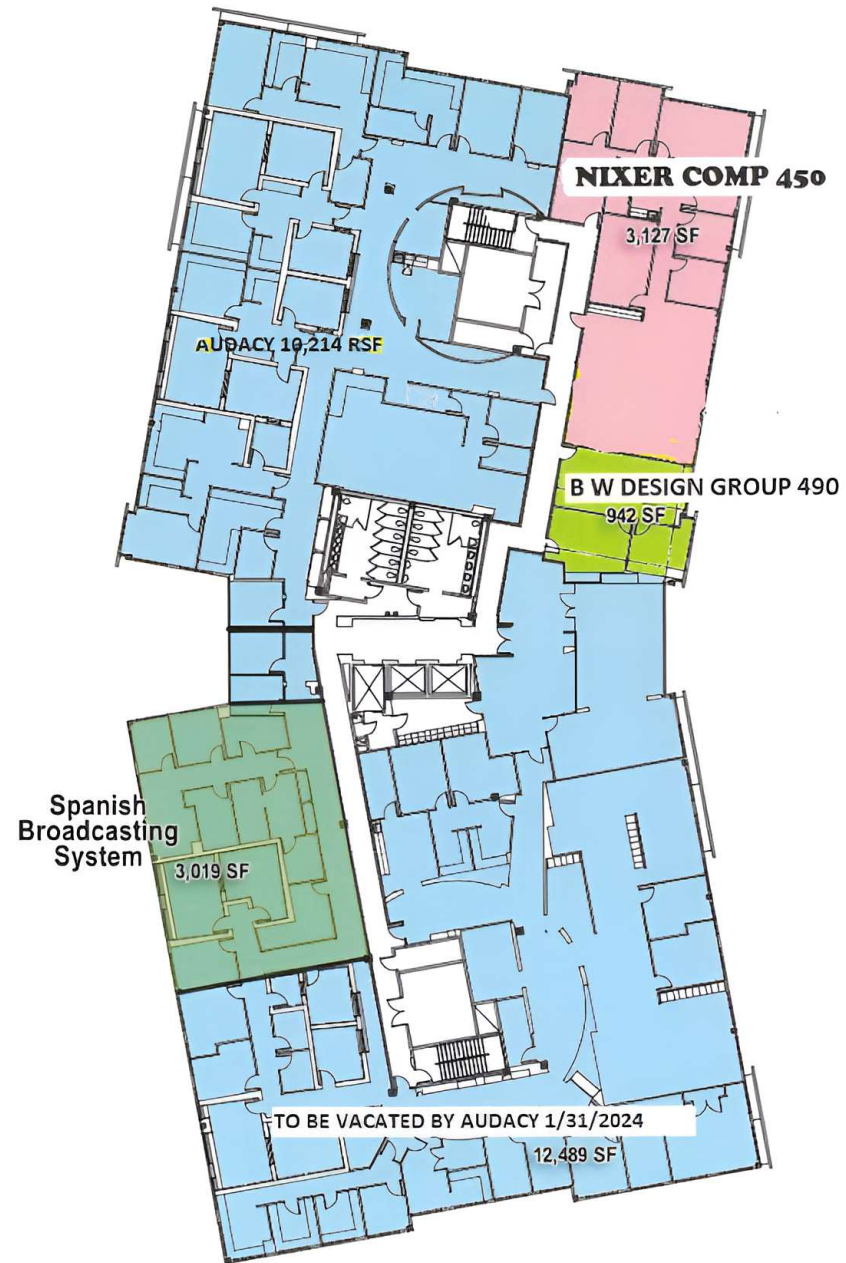 NIXER COMP 450
3,127 SF
AUDACY 10,214 RSF
B W DESIGN GROUP 490
942 SF
Spanish
Broadcasting
System
3,019 SF
TO BE VACATED BY AUDACY 1/31/2024
12,489 SF